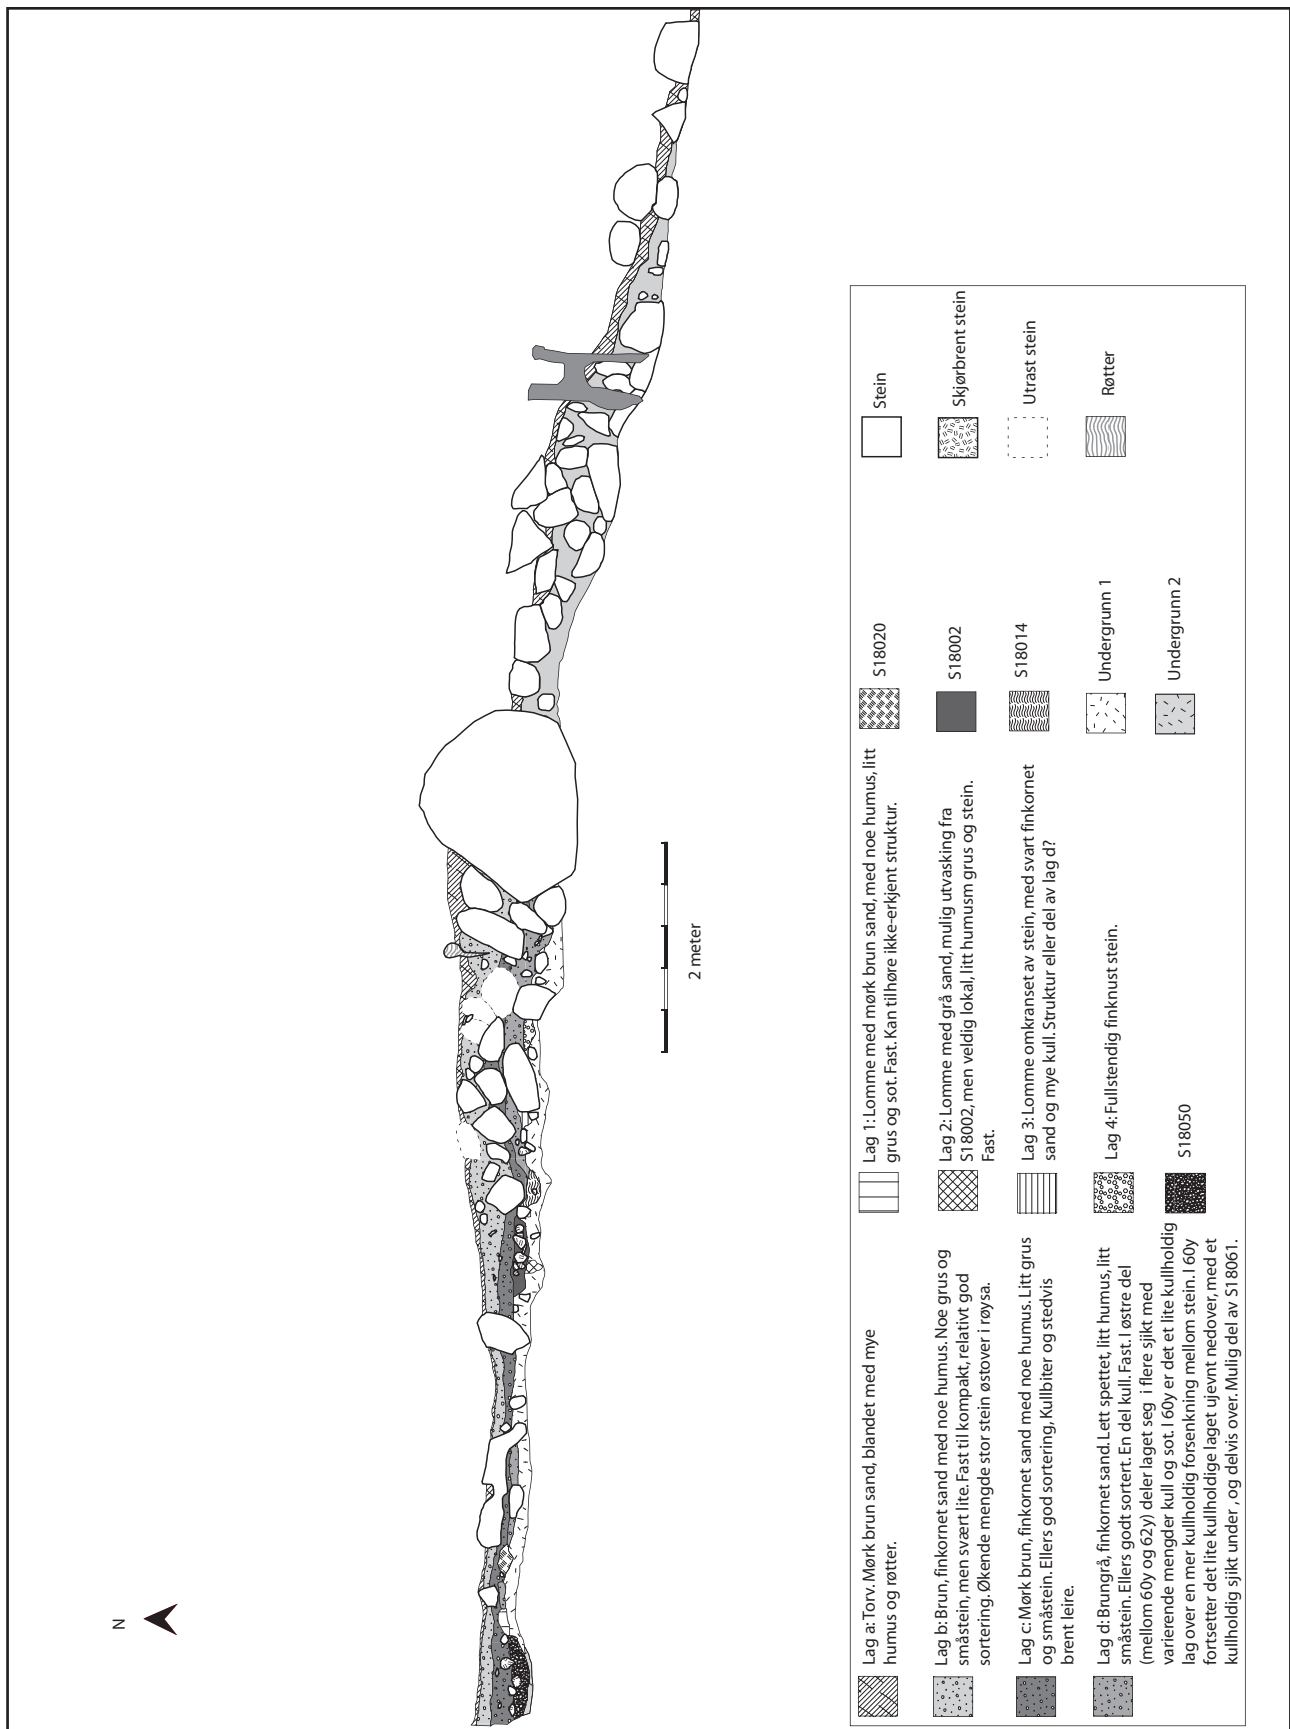 N
2 meter
Lag a: Torv. Mørk brun sand, blandet med mye
humus og røtter.
Lag b: Brun, finkornet sand med noe humus. Noe grus og
småstein, men svært lite. Fast til kompakt, relativt god
sortering. Økende mengde stor stein østover i røysa.
Lag c: Mørk brun, finkornet sand med noe humus. Litt grus
og småstein. Ellers god sortering, Kullbiter og stedvis
brent leire.
Lag d: Brungrå, finkornet sand. Lett spettet, litt humus, litt
småstein. Ellers godt sortert. En del kull. Fast. I østre del
(mellom 60y og 62y) deler laget seg i flere sjikt med
varierende mengder kull og sot. I 60y er det et lite kullholdig
lag over en mer kullholdig forsenkning mellom stein. I 60y
fortsetter det lite kullholdige laget ujevnt nedover, med et
kullholdig sjikt under , og delvis over. Mulig del av S18061.
Lag 1: Lomme med mørk brun sand, med noe humus, litt
grus og sot. Fast. Kan tilhøre ikke-erkjent struktur.
Lag 2: Lomme med grå sand, mulig utvasking fra
S18002, men veldig lokal, litt humusm grus og stein.
Fast.
Lag 3: Lomme omkranset av stein, med svart finkornet
sand og mye kull. Struktur eller del av lag d?
Lag 4: Fullstendig finknust stein.
S18050
S18020
S18002
S18014
Undergrunn 1
Undergrunn 2
Stein
Skjørbrent stein
Utrast stein
Røtter